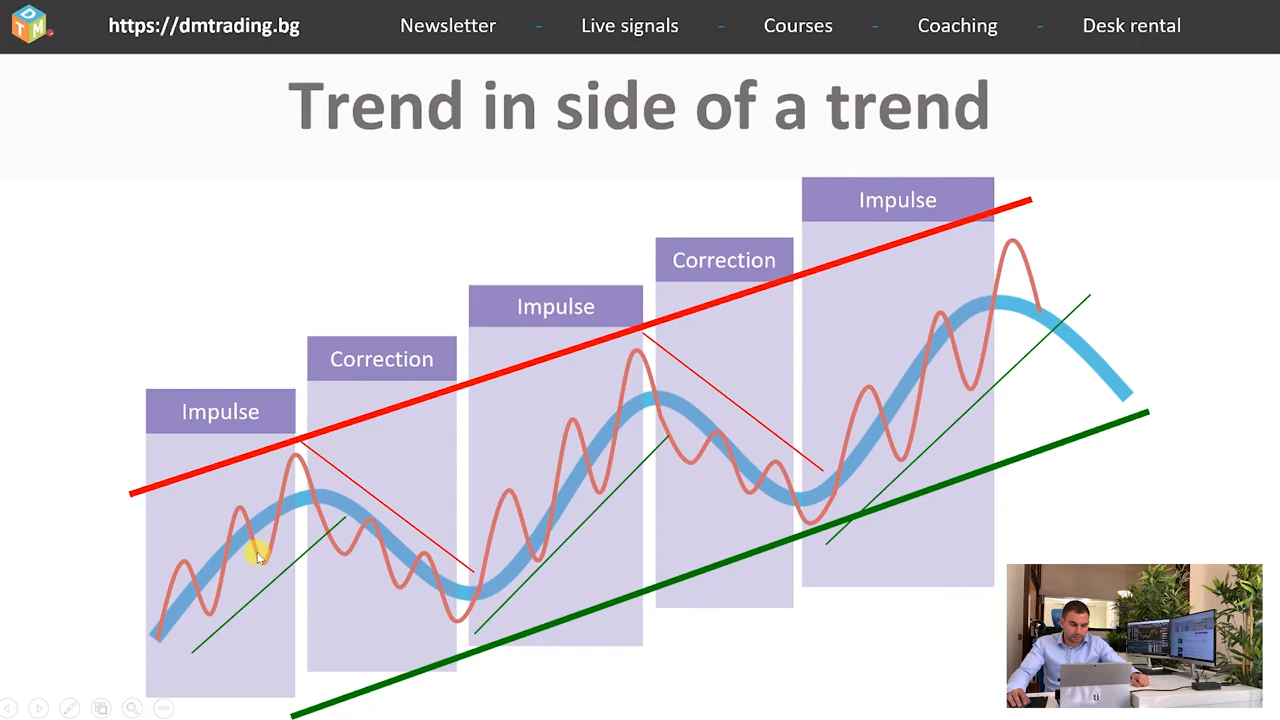 DTM
https://dmtrading.bg
Newsletter - Live signals - Courses - Coaching - Desk rental
Trend in side of a trend
Impulse
Correction
Impulse
Correction
Impulse